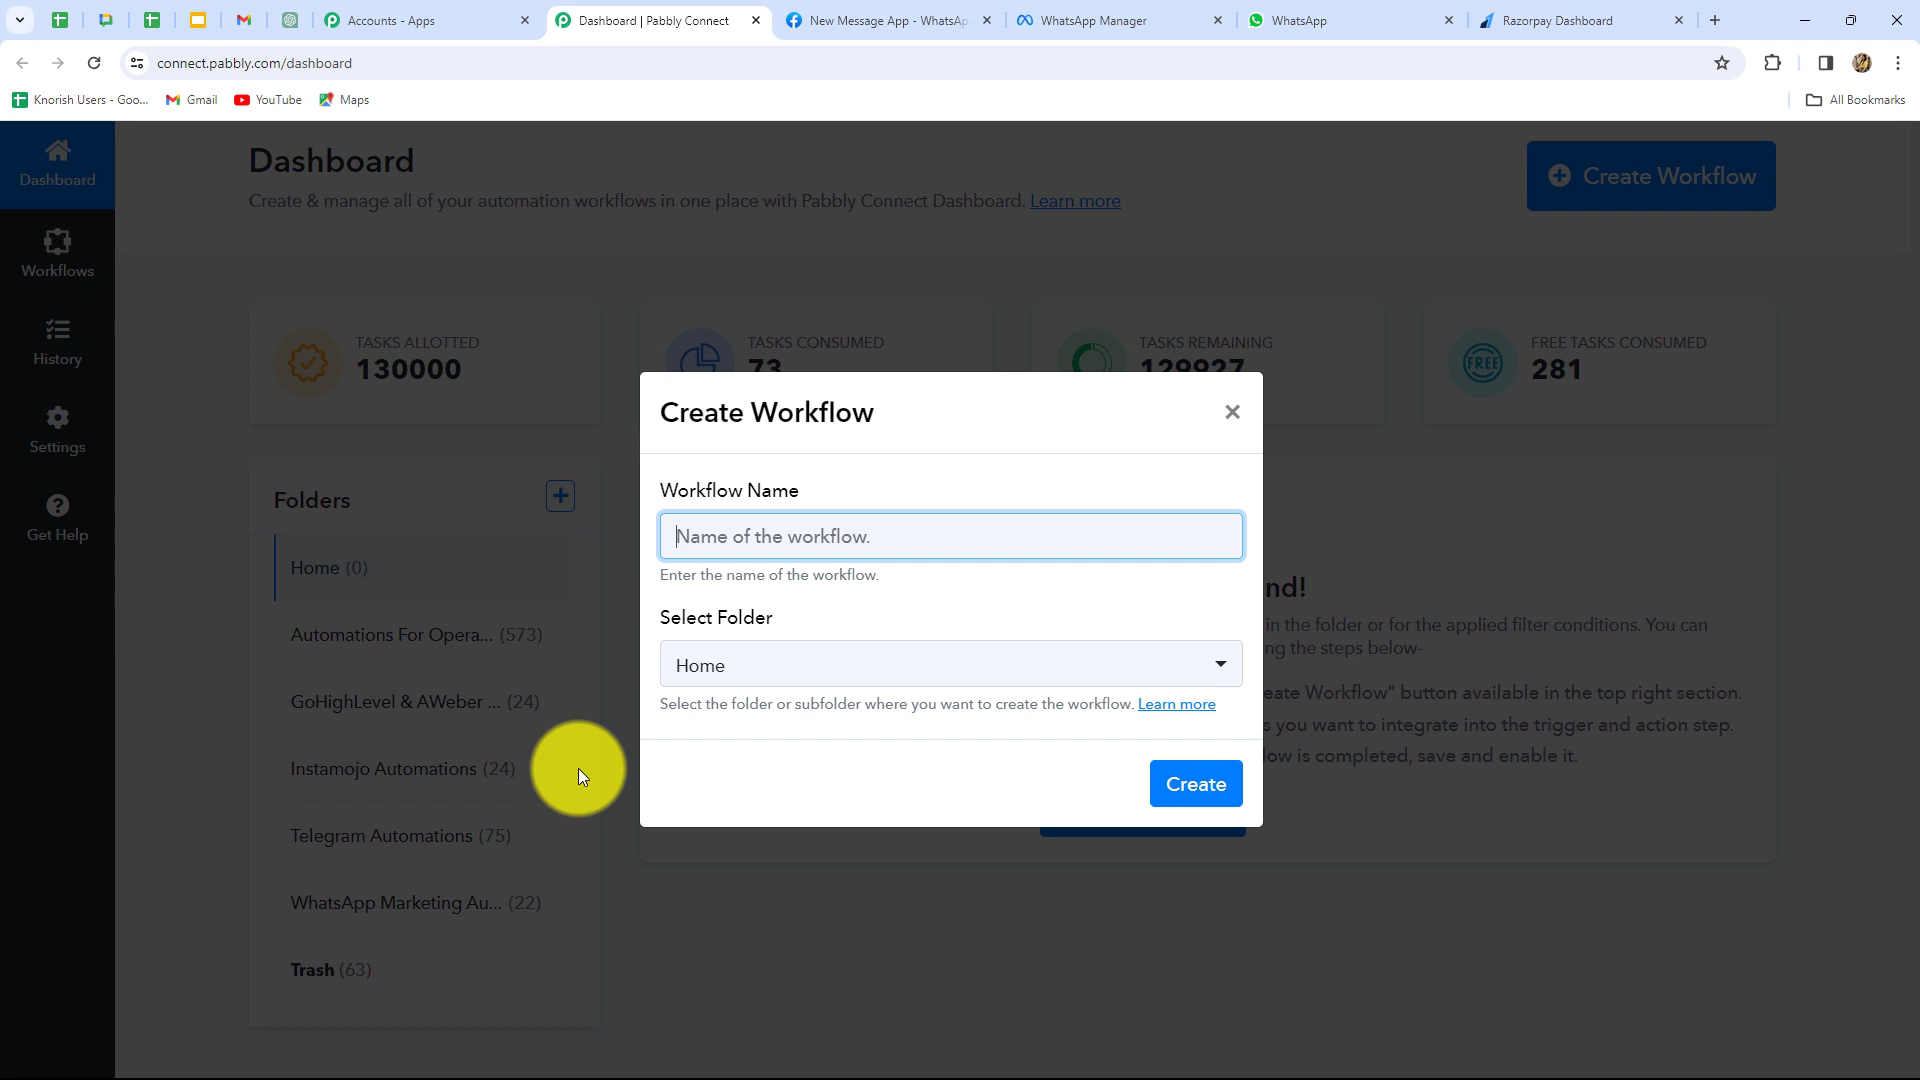 Accounts - Apps
Dashboard | Pabbly Connect
New Message App - WhatsAp
WhatsApp Manager
WhatsApp
Razorpay Dashboard
connect.pabbly.com/dashboard
Knorish Users - Goo...
Gmail
YouTube
Maps
All Bookmarks
Dashboard
Workflows
History
Settings
Get Help
Dashboard
Create & manage all of your automation workflows in one place with Pabbly Connect Dashboard. Learn more
Create Workflow
TASKS ALLOTTED
130000
TASKS CONSUMED
73
TASKS REMAINING
129927
FREE TASKS CONSUMED
FREE
281
Folders
Home (0)
Automations For Opera... (573)
GoHighLevel & AWeber ... (24)
Instamojo Automations (24)
Telegram Automations (75)
WhatsApp Marketing Au... (22)
Trash (63)
Create Workflow
Workflow Name
Name of the workflow.
Enter the name of the workflow.
Select Folder
Home
Select the folder or subfolder where you want to create the workflow. Learn more
Create
nd!
in the folder or for the applied filter conditions. You can
ng the steps below-
eate Workflow" button available in the top right section.
s you want to integrate into the trigger and action step.
low is completed, save and enable it.